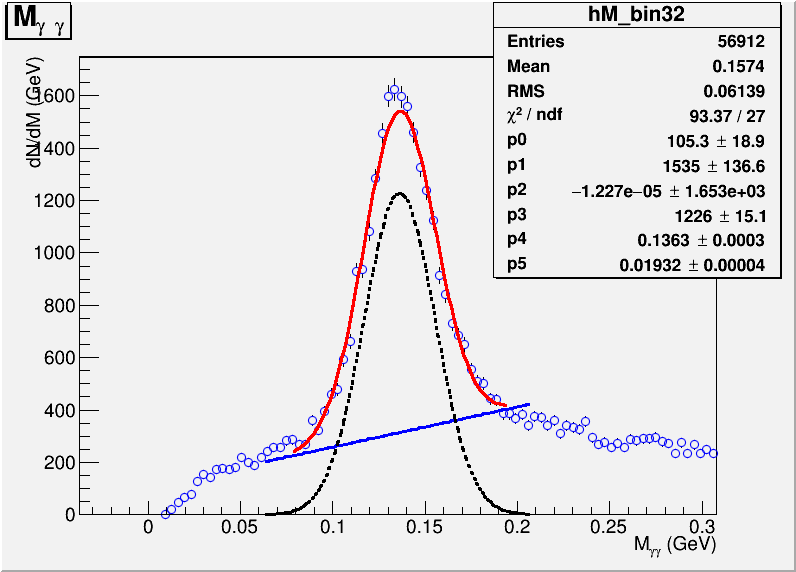 M γ γ
hM_bin32
Entries 56912
Mean 0.1574
RMS 0.06139
χ² / ndf 93.37 / 27
p0 105.3 ± 18.9
p1 1535 ± 136.6
p2 −1.227e−05 ± 1.653e+03
p3 1226 ± 15.1
p4 0.1363 ± 0.0003
p5 0.01932 ± 0.00004
dN/dM (GeV)
1600
1400
1200
1000
800
600
400
200
0
0 0.05 0.1 0.15 0.2 0.25 0.3
Mγγ (GeV)